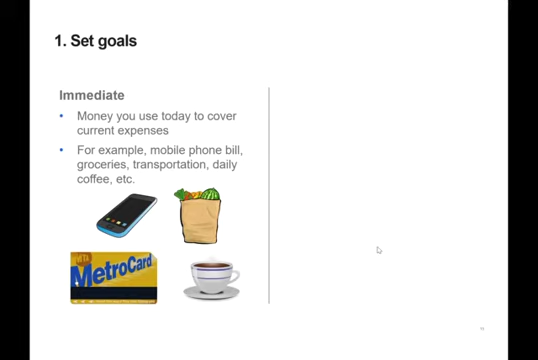 1. Set goals
Immediate
• Money you use today to cover
current expenses
• For example, mobile phone bill,
groceries, transportation, daily
coffee, etc.
MTA
MetroCard